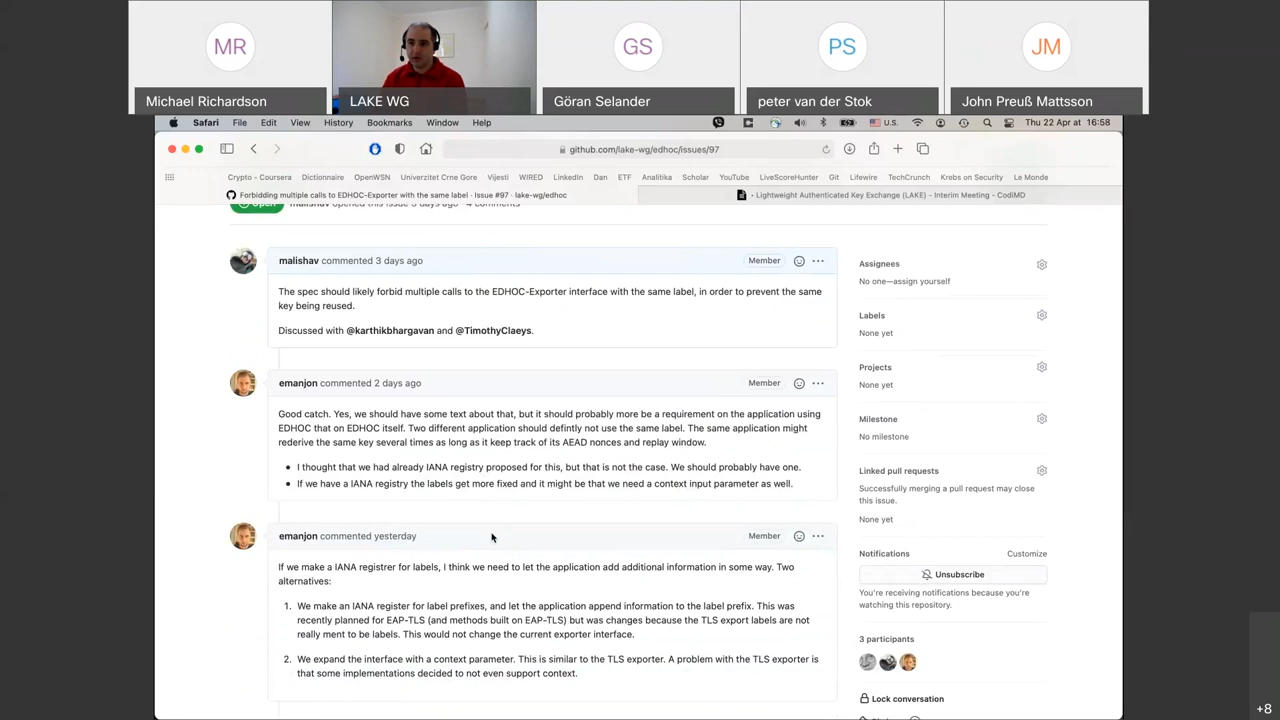 MR
GS
PS
JM
Michael Richardson
LAKE WG
Göran Selander
peter van der Stok
John Preuß Mattsson
Safari File Edit View History Bookmarks Window Help
U.S.
Thu 22 Apr at 16:58
github.com/lake-wg/edhoc/issues/97
Crypto - Coursera Dictionnaire OpenWSN Univerzitet Crne Gore Vijesti WIRED LinkedIn Dan ETF Analitika Scholar YouTube LiveScoreHunter Git Lifewire TechCrunch Krebs on Security Le Monde
Forbidding multiple calls to EDHOC-Exporter with the same label · Issue #97 · lake-wg/edhoc
Lightweight Authenticated Key Exchange (LAKE) - Interim Meeting - CodiMD
Open
malishav opened this issue 3 days ago · 4 comments
malishav commented 3 days ago
Member
The spec should likely forbid multiple calls to the EDHOC-Exporter interface with the same label, in order to prevent the same
key being reused.
Discussed with @karthikbhargavan and @TimothyClaeys.
emanjon commented 2 days ago
Member
Good catch. Yes, we should have some text about that, but it should probably more be a requirement on the application using
EDHOC that on EDHOC itself. Two different application should defintly not use the same label. The same application might
rederive the same key several times as long as it keep track of its AEAD nonces and replay window.
• I thought that we had already IANA registry proposed for this, but that is not the case. We should probably have one.
• If we have a IANA registry the labels get more fixed and it might be that we need a context input parameter as well.
emanjon commented yesterday
Member
If we make a IANA registrer for labels, I think we need to let the application add additional information in some way. Two
alternatives:
1. We make an IANA register for label prefixes, and let the application append information to the label prefix. This was
recently planned for EAP-TLS (and methods built on EAP-TLS) but was changes because the TLS export labels are not
really ment to be labels. This would not change the current exporter interface.
2. We expand the interface with a context parameter. This is similar to the TLS exporter. A problem with the TLS exporter is
that some implementations decided to not even support context.
Assignees
No one—assign yourself
Labels
None yet
Projects
None yet
Milestone
No milestone
Linked pull requests
Successfully merging a pull request may close
this issue.
None yet
Notifications
Customize
Unsubscribe
You're receiving notifications because you're
watching this repository.
3 participants
Lock conversation
+8